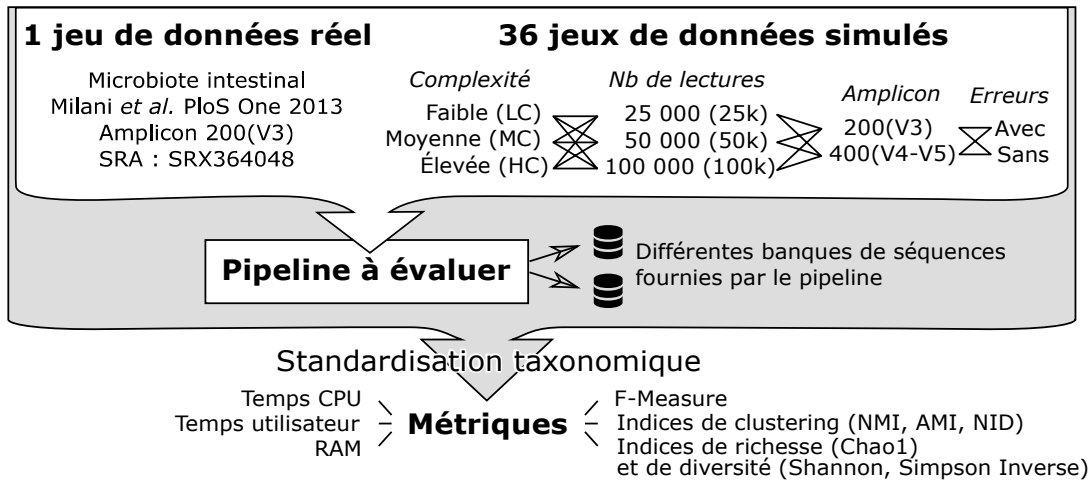 1 jeu de données réel
Microbiote intestinal
Milani et al. PloS One 2013
Amplicon 200(V3)
SRA : SRX364048
36 jeux de données simulés
Complexité
Faible (LC)
Moyenne (MC)
Élevée (HC)
Nb de lectures
25 000 (25k)
50 000 (50k)
100 000 (100k)
Amplicon
200(V3)
400(V4-V5)
Erreurs
Avec
Sans
Pipeline à évaluer
Différentes banques de séquences
fournies par le pipeline
Standardisation taxonomique
Temps CPU
Temps utilisateur
RAM
Métriques
F-Measure
Indices de clustering (NMI, AMI, NID)
Indices de richesse (Chao1)
et de diversité (Shannon, Simpson Inverse)